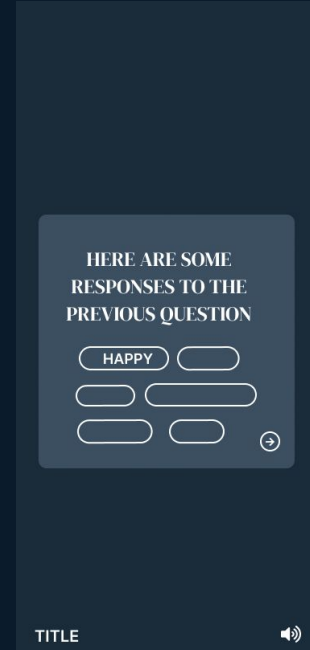 HERE ARE SOME
RESPONSES TO THE
PREVIOUS QUESTION
HAPPY
TITLE